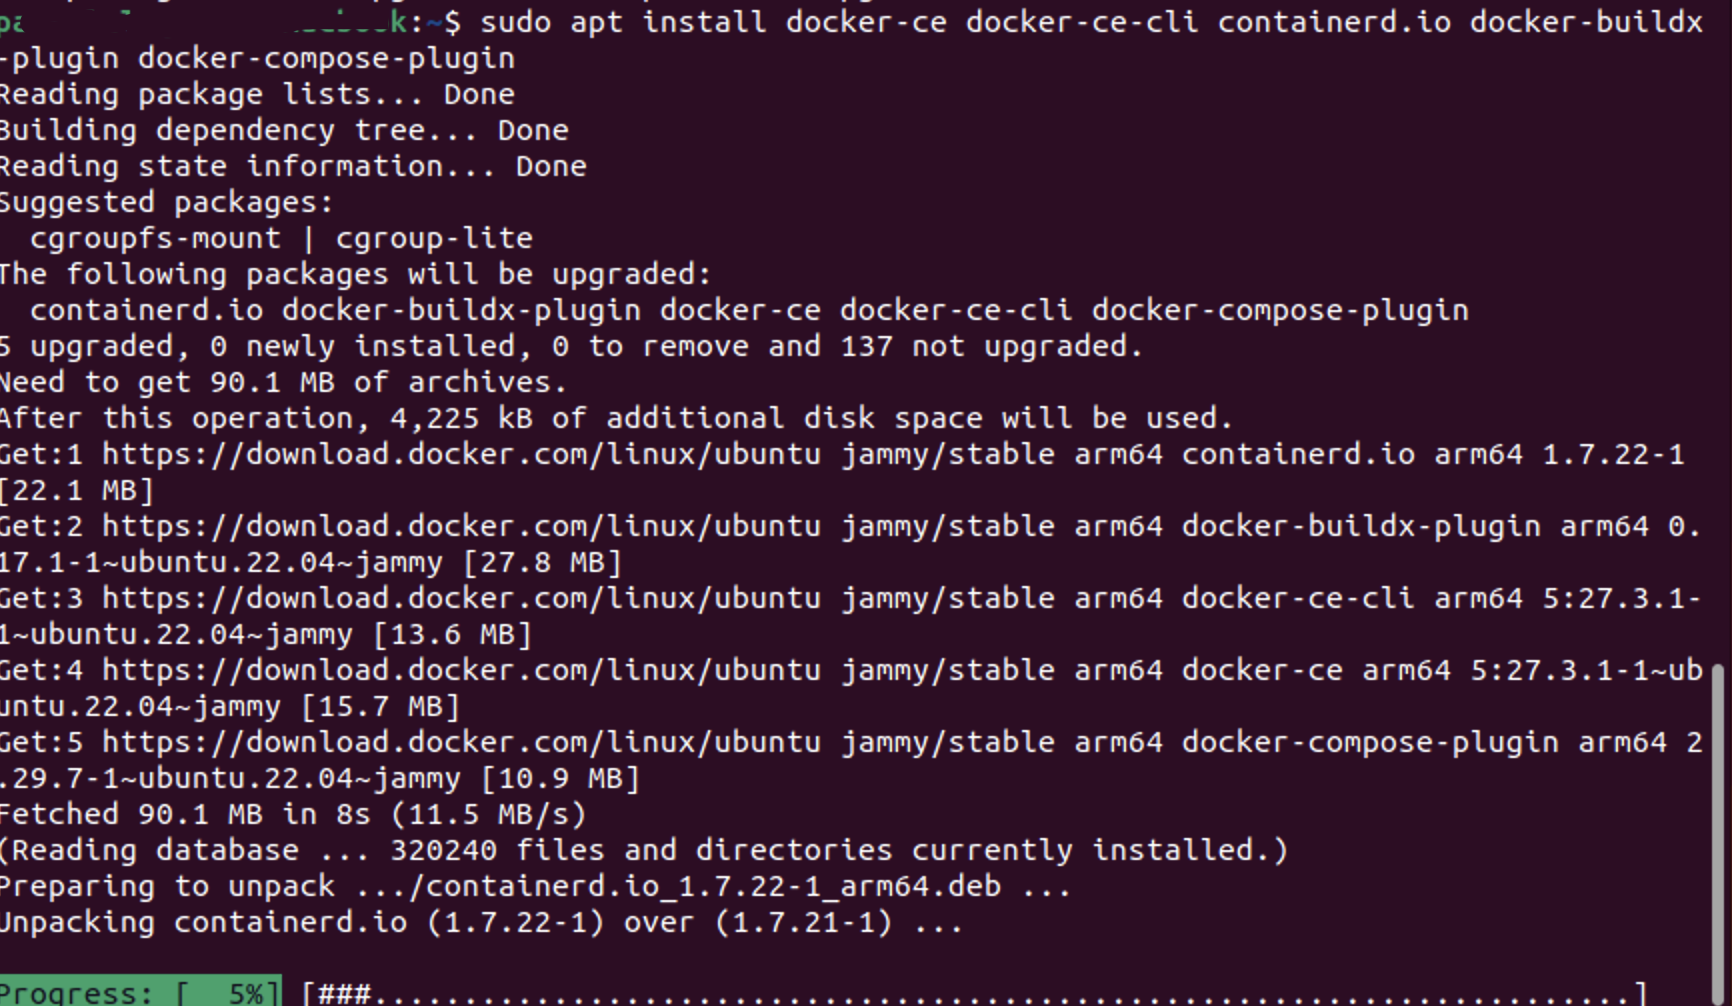 :~$ sudo apt install docker-ce docker-ce-cli containerd.io docker-buildx
-plugin docker-compose-plugin
Reading package lists... Done
Building dependency tree... Done
Reading state information... Done
Suggested packages:
  cgroupfs-mount | cgroup-lite
The following packages will be upgraded:
  containerd.io docker-buildx-plugin docker-ce docker-ce-cli docker-compose-plugin
5 upgraded, 0 newly installed, 0 to remove and 137 not upgraded.
Need to get 90.1 MB of archives.
After this operation, 4,225 kB of additional disk space will be used.
Get:1 https://download.docker.com/linux/ubuntu jammy/stable arm64 containerd.io arm64 1.7.22-1
[22.1 MB]
Get:2 https://download.docker.com/linux/ubuntu jammy/stable arm64 docker-buildx-plugin arm64 0.
17.1-1~ubuntu.22.04~jammy [27.8 MB]
Get:3 https://download.docker.com/linux/ubuntu jammy/stable arm64 docker-ce-cli arm64 5:27.3.1-
1~ubuntu.22.04~jammy [13.6 MB]
Get:4 https://download.docker.com/linux/ubuntu jammy/stable arm64 docker-ce arm64 5:27.3.1-1~ub
untu.22.04~jammy [15.7 MB]
Get:5 https://download.docker.com/linux/ubuntu jammy/stable arm64 docker-compose-plugin arm64 2
.29.7-1~ubuntu.22.04~jammy [10.9 MB]
Fetched 90.1 MB in 8s (11.5 MB/s)
(Reading database ... 320240 files and directories currently installed.)
Preparing to unpack .../containerd.io_1.7.22-1_arm64.deb ...
Unpacking containerd.io (1.7.22-1) over (1.7.21-1) ...
Progress: [  5%] [###.......................................................................]